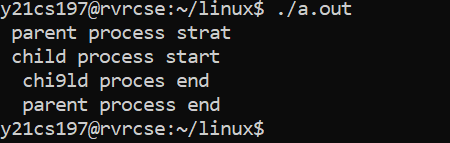 y21cs197@rvrcse:~/linux$ ./a.out
parent process strat
child process start
chi9ld proces end
parent process end
y21cs197@rvrcse:~/linux$